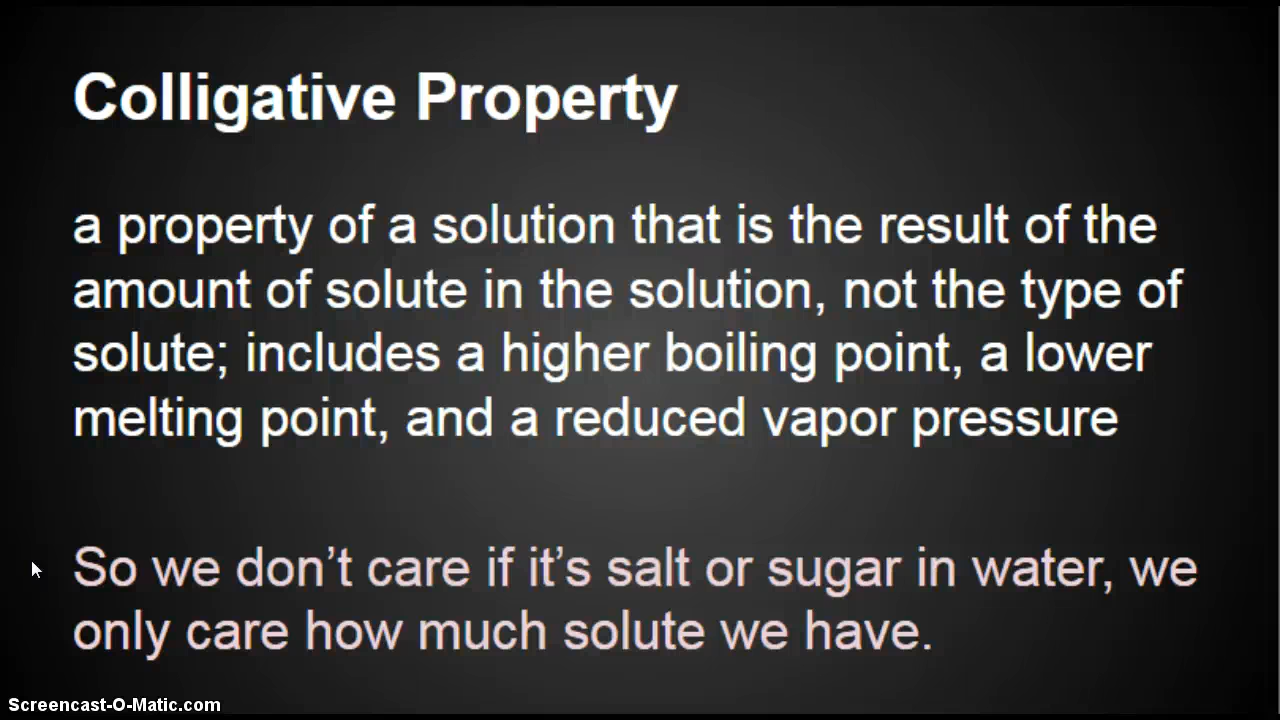 Colligative Property
a property of a solution that is the result of the
amount of solute in the solution, not the type of
solute; includes a higher boiling point, a lower
melting point, and a reduced vapor pressure
So we don’t care if it’s salt or sugar in water, we
only care how much solute we have.
Screencast-O-Matic.com